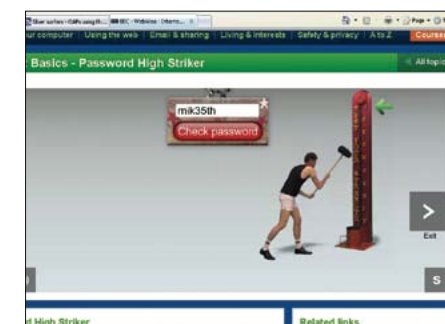 ur computer Using the web Email & sharing Living & interests Safety & privacy A to Z Course
Basics - Password High Striker
All topic
mik35th
Check password
Exit
S
d High Striker
Related links